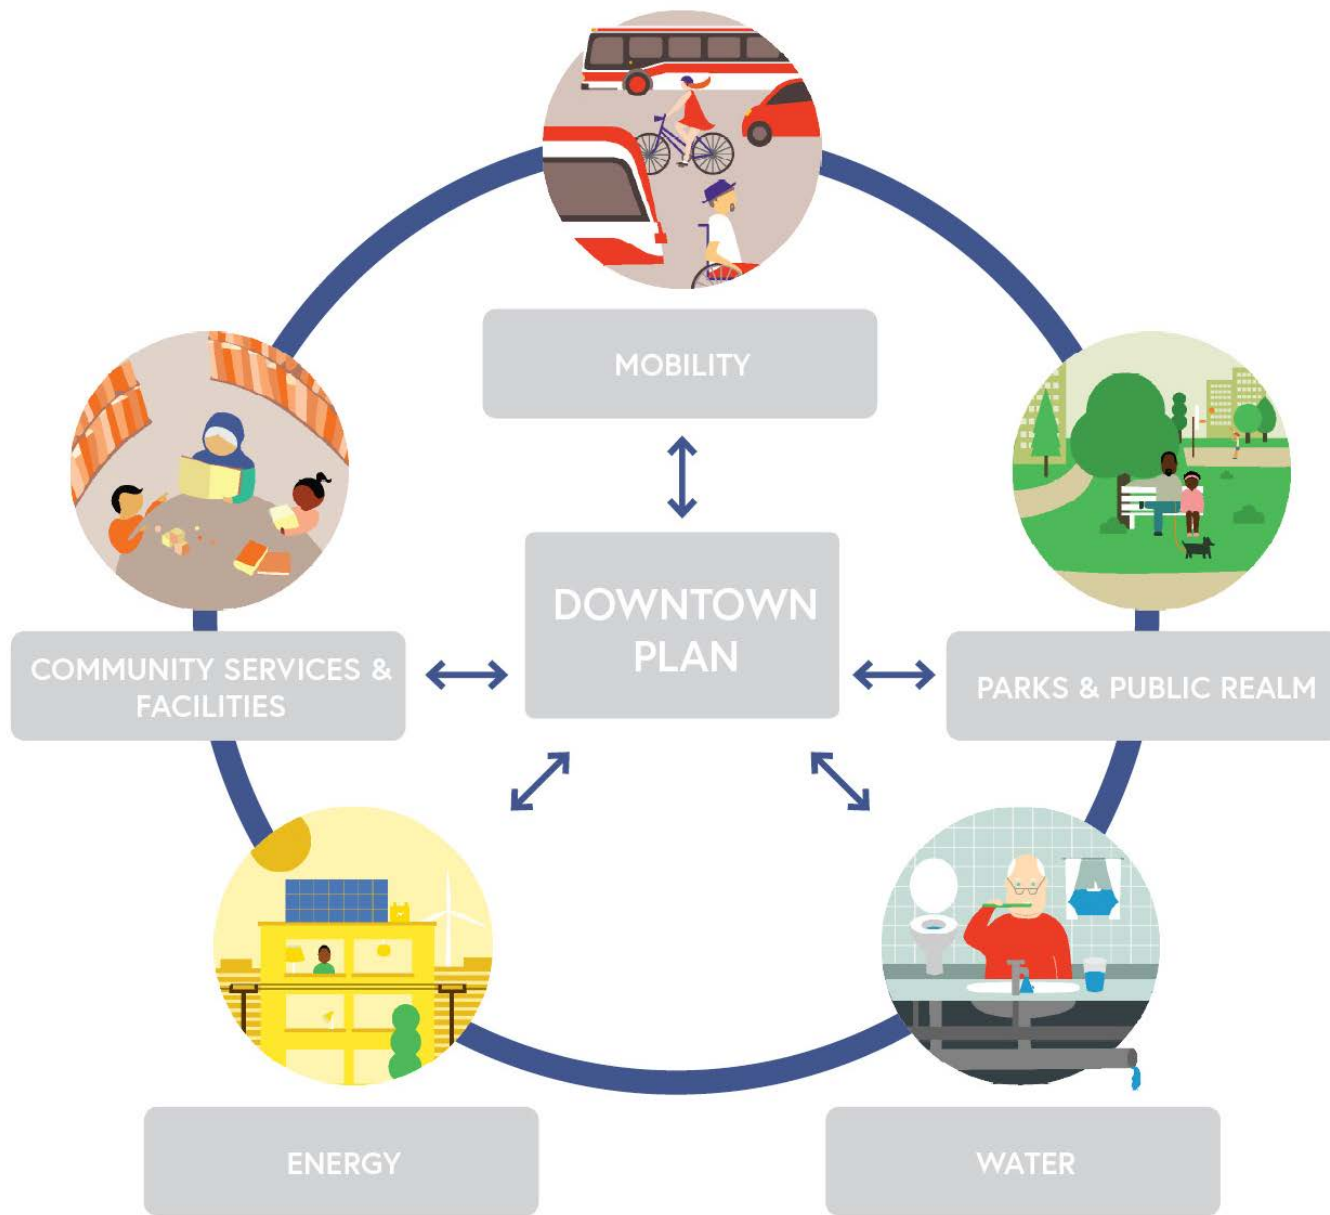 MOBILITY
DOWNTOWN
PLAN
COMMUNITY SERVICES &
FACILITIES
PARKS & PUBLIC REALM
ENERGY
WATER